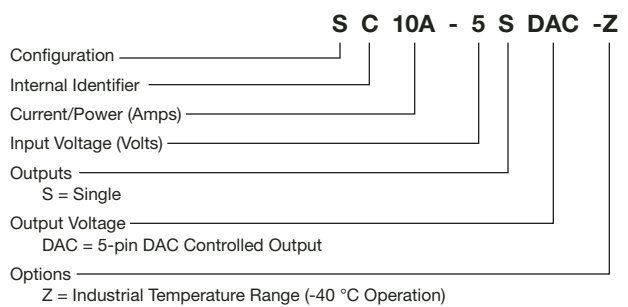 S C 10A - 5 S DAC -Z
Configuration
Internal Identifier
Current/Power (Amps)
Input Voltage (Volts)
Outputs
S = Single
Output Voltage
DAC = 5-pin DAC Controlled Output
Options
Z = Industrial Temperature Range (-40 °C Operation)